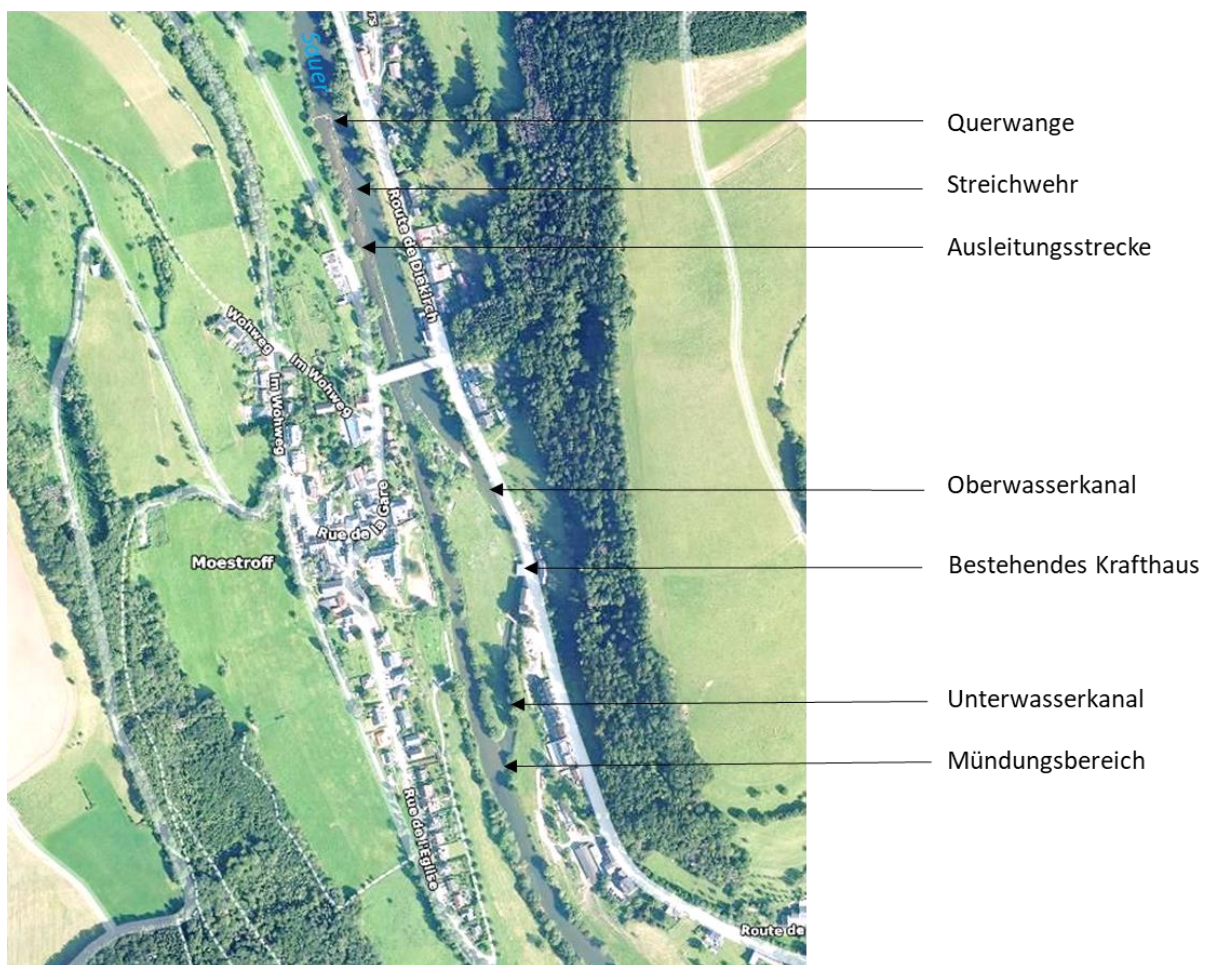 Sauer
Querwange
Streichwehr
Ausleitungsstrecke
Route de Diekirch
Wohweg
Im Wohweg
Im Wohweg
Oberwasserkanal
Rue de la Gare
Moestroff
Bestehendes Krafthaus
Unterwasserkanal
Mündungsbereich
Rue de l'Eglise
Route de